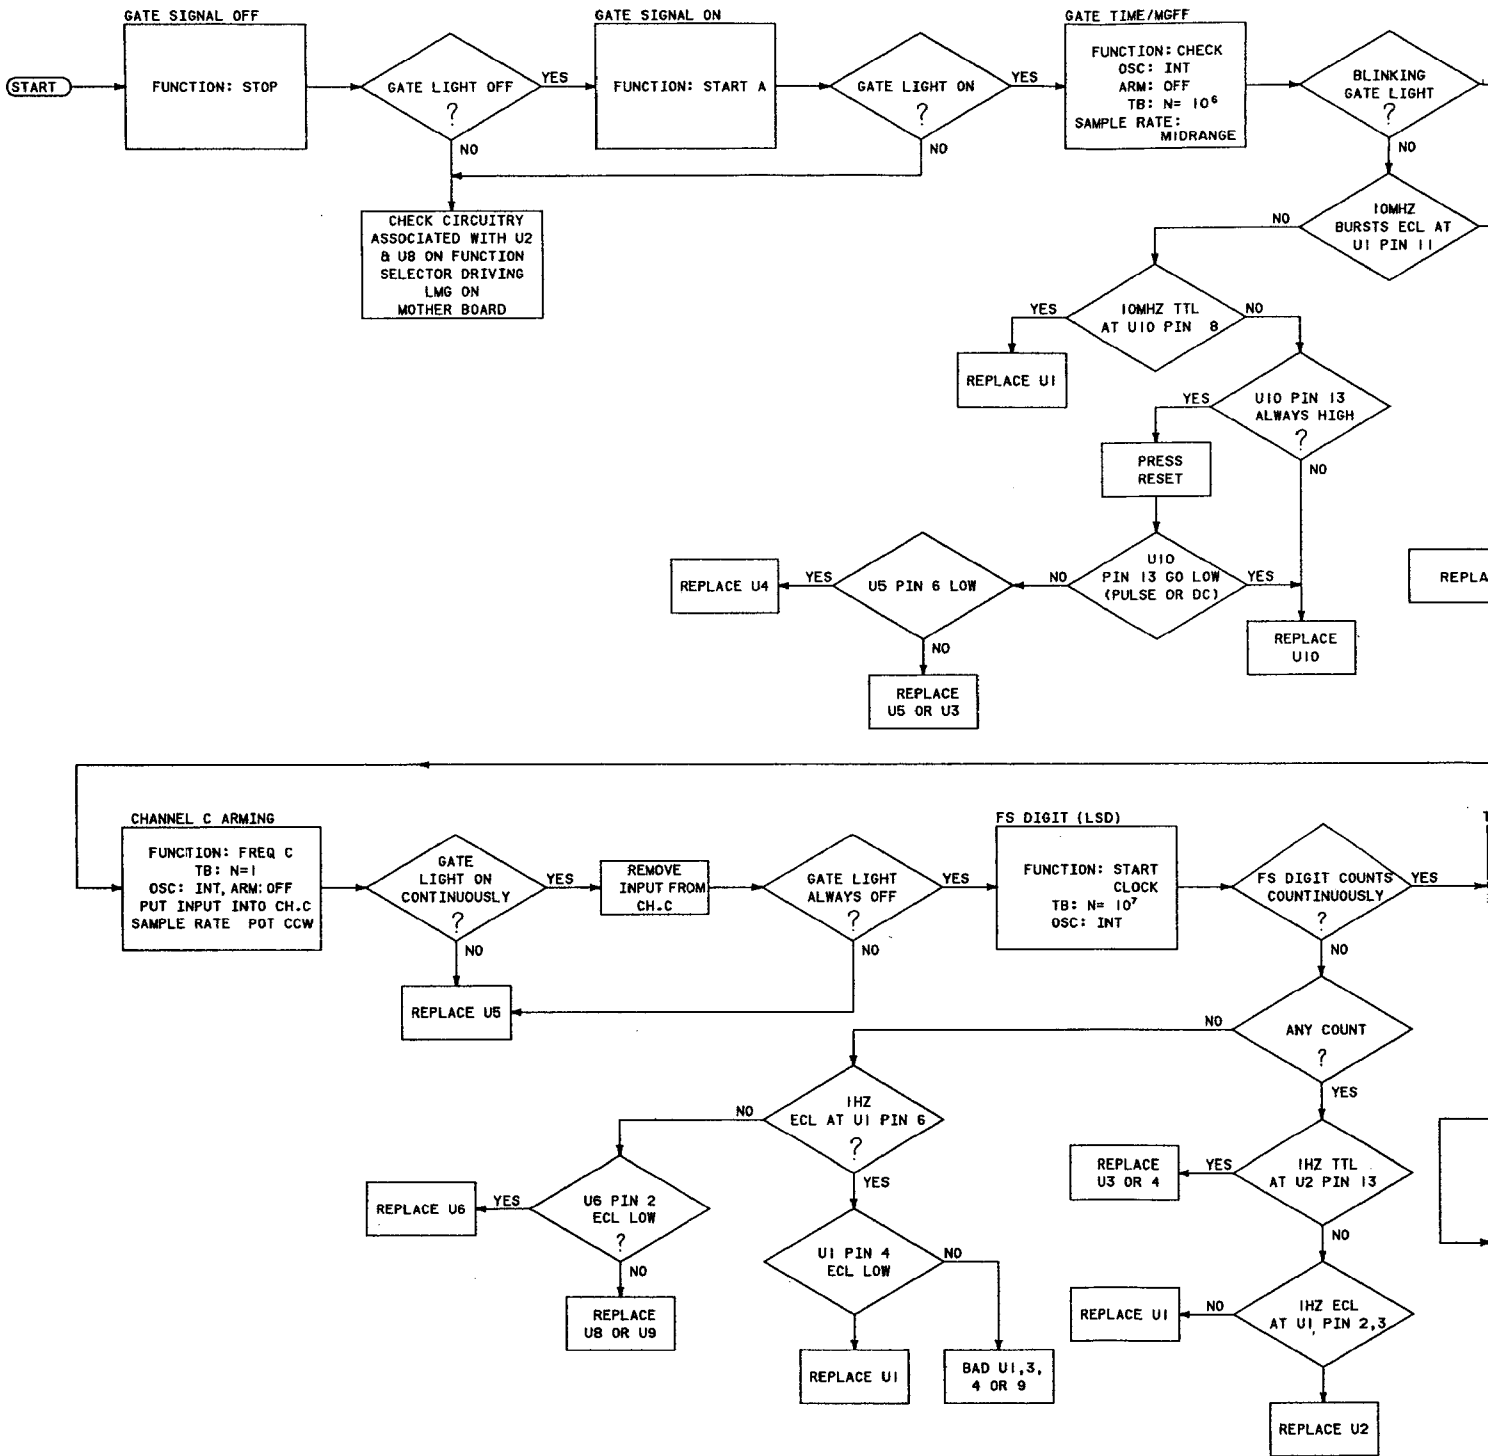 GATE SIGNAL OFF
START
FUNCTION: STOP
GATE LIGHT OFF
?
YES
NO
GATE SIGNAL ON
FUNCTION: START A
GATE LIGHT ON
?
YES
NO
CHECK CIRCUITRY
ASSOCIATED WITH U2
& U8 ON FUNCTION
SELECTOR DRIVING
LMG ON
MOTHER BOARD
GATE TIME/MGFF
FUNCTION: CHECK
OSC: INT
ARM: OFF
TB: N= 10⁶
SAMPLE RATE:
MIDRANGE
BLINKING
GATE LIGHT
?
NO
10MHZ
BURSTS ECL AT
U1 PIN 11
NO
10MHZ TTL
AT U10 PIN 8
YES
NO
REPLACE U1
U10 PIN 13
ALWAYS HIGH
?
YES
NO
PRESS
RESET
U10
PIN 13 GO LOW
(PULSE OR DC)
NO
YES
U5 PIN 6 LOW
YES
NO
REPLACE U4
REPLACE
U5 OR U3
REPLACE
U10
REPLA
CHANNEL C ARMING
FUNCTION: FREQ C
TB: N=1
OSC: INT, ARM: OFF
PUT INPUT INTO CH.C
SAMPLE RATE POT CCW
GATE
LIGHT ON
CONTINUOUSLY
?
YES
NO
REMOVE
INPUT FROM
CH.C
GATE LIGHT
ALWAYS OFF
?
YES
NO
REPLACE U5
FS DIGIT (LSD)
FUNCTION: START
CLOCK
TB: N= 10⁷
OSC: INT
FS DIGIT COUNTS
COUNTINUOUSLY
?
YES
NO
ANY COUNT
?
NO
YES
1HZ
ECL AT U1 PIN 6
?
NO
YES
U6 PIN 2
ECL LOW
?
YES
NO
REPLACE U6
REPLACE
U8 OR U9
U1 PIN 4
ECL LOW
NO
REPLACE U1
BAD U1,3,
4 OR 9
1HZ TTL
AT U2 PIN 13
YES
NO
REPLACE
U3 OR 4
1HZ ECL
AT U1 PIN 2,3
NO
REPLACE U1
REPLACE U2